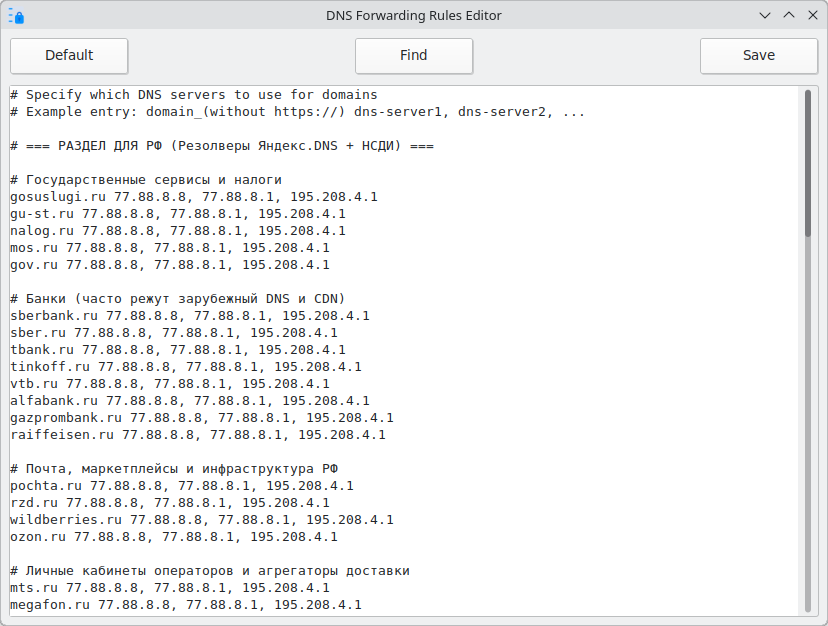 DNS Forwarding Rules Editor
Default
Find
Save
# Specify which DNS servers to use for domains
# Example entry: domain_(without https://) dns-server1, dns-server2, ...
# === РАЗДЕЛ ДЛЯ РФ (Резолверы Яндекс.DNS + НСДИ) ===
# Государственные сервисы и налоги
gosuslugi.ru 77.88.8.8, 77.88.8.1, 195.208.4.1
gu-st.ru 77.88.8.8, 77.88.8.1, 195.208.4.1
nalog.ru 77.88.8.8, 77.88.8.1, 195.208.4.1
mos.ru 77.88.8.8, 77.88.8.1, 195.208.4.1
gov.ru 77.88.8.8, 77.88.8.1, 195.208.4.1
# Банки (часто режут зарубежный DNS и CDN)
sberbank.ru 77.88.8.8, 77.88.8.1, 195.208.4.1
sber.ru 77.88.8.8, 77.88.8.1, 195.208.4.1
tbank.ru 77.88.8.8, 77.88.8.1, 195.208.4.1
tinkoff.ru 77.88.8.8, 77.88.8.1, 195.208.4.1
vtb.ru 77.88.8.8, 77.88.8.1, 195.208.4.1
alfabank.ru 77.88.8.8, 77.88.8.1, 195.208.4.1
gazprombank.ru 77.88.8.8, 77.88.8.1, 195.208.4.1
raiffeisen.ru 77.88.8.8, 77.88.8.1, 195.208.4.1
# Почта, маркетплейсы и инфраструктура РФ
pochta.ru 77.88.8.8, 77.88.8.1, 195.208.4.1
rzd.ru 77.88.8.8, 77.88.8.1, 195.208.4.1
wildberries.ru 77.88.8.8, 77.88.8.1, 195.208.4.1
ozon.ru 77.88.8.8, 77.88.8.1, 195.208.4.1
# Личные кабинеты операторов и агрегаторы доставки
mts.ru 77.88.8.8, 77.88.8.1, 195.208.4.1
megafon.ru 77.88.8.8, 77.88.8.1, 195.208.4.1